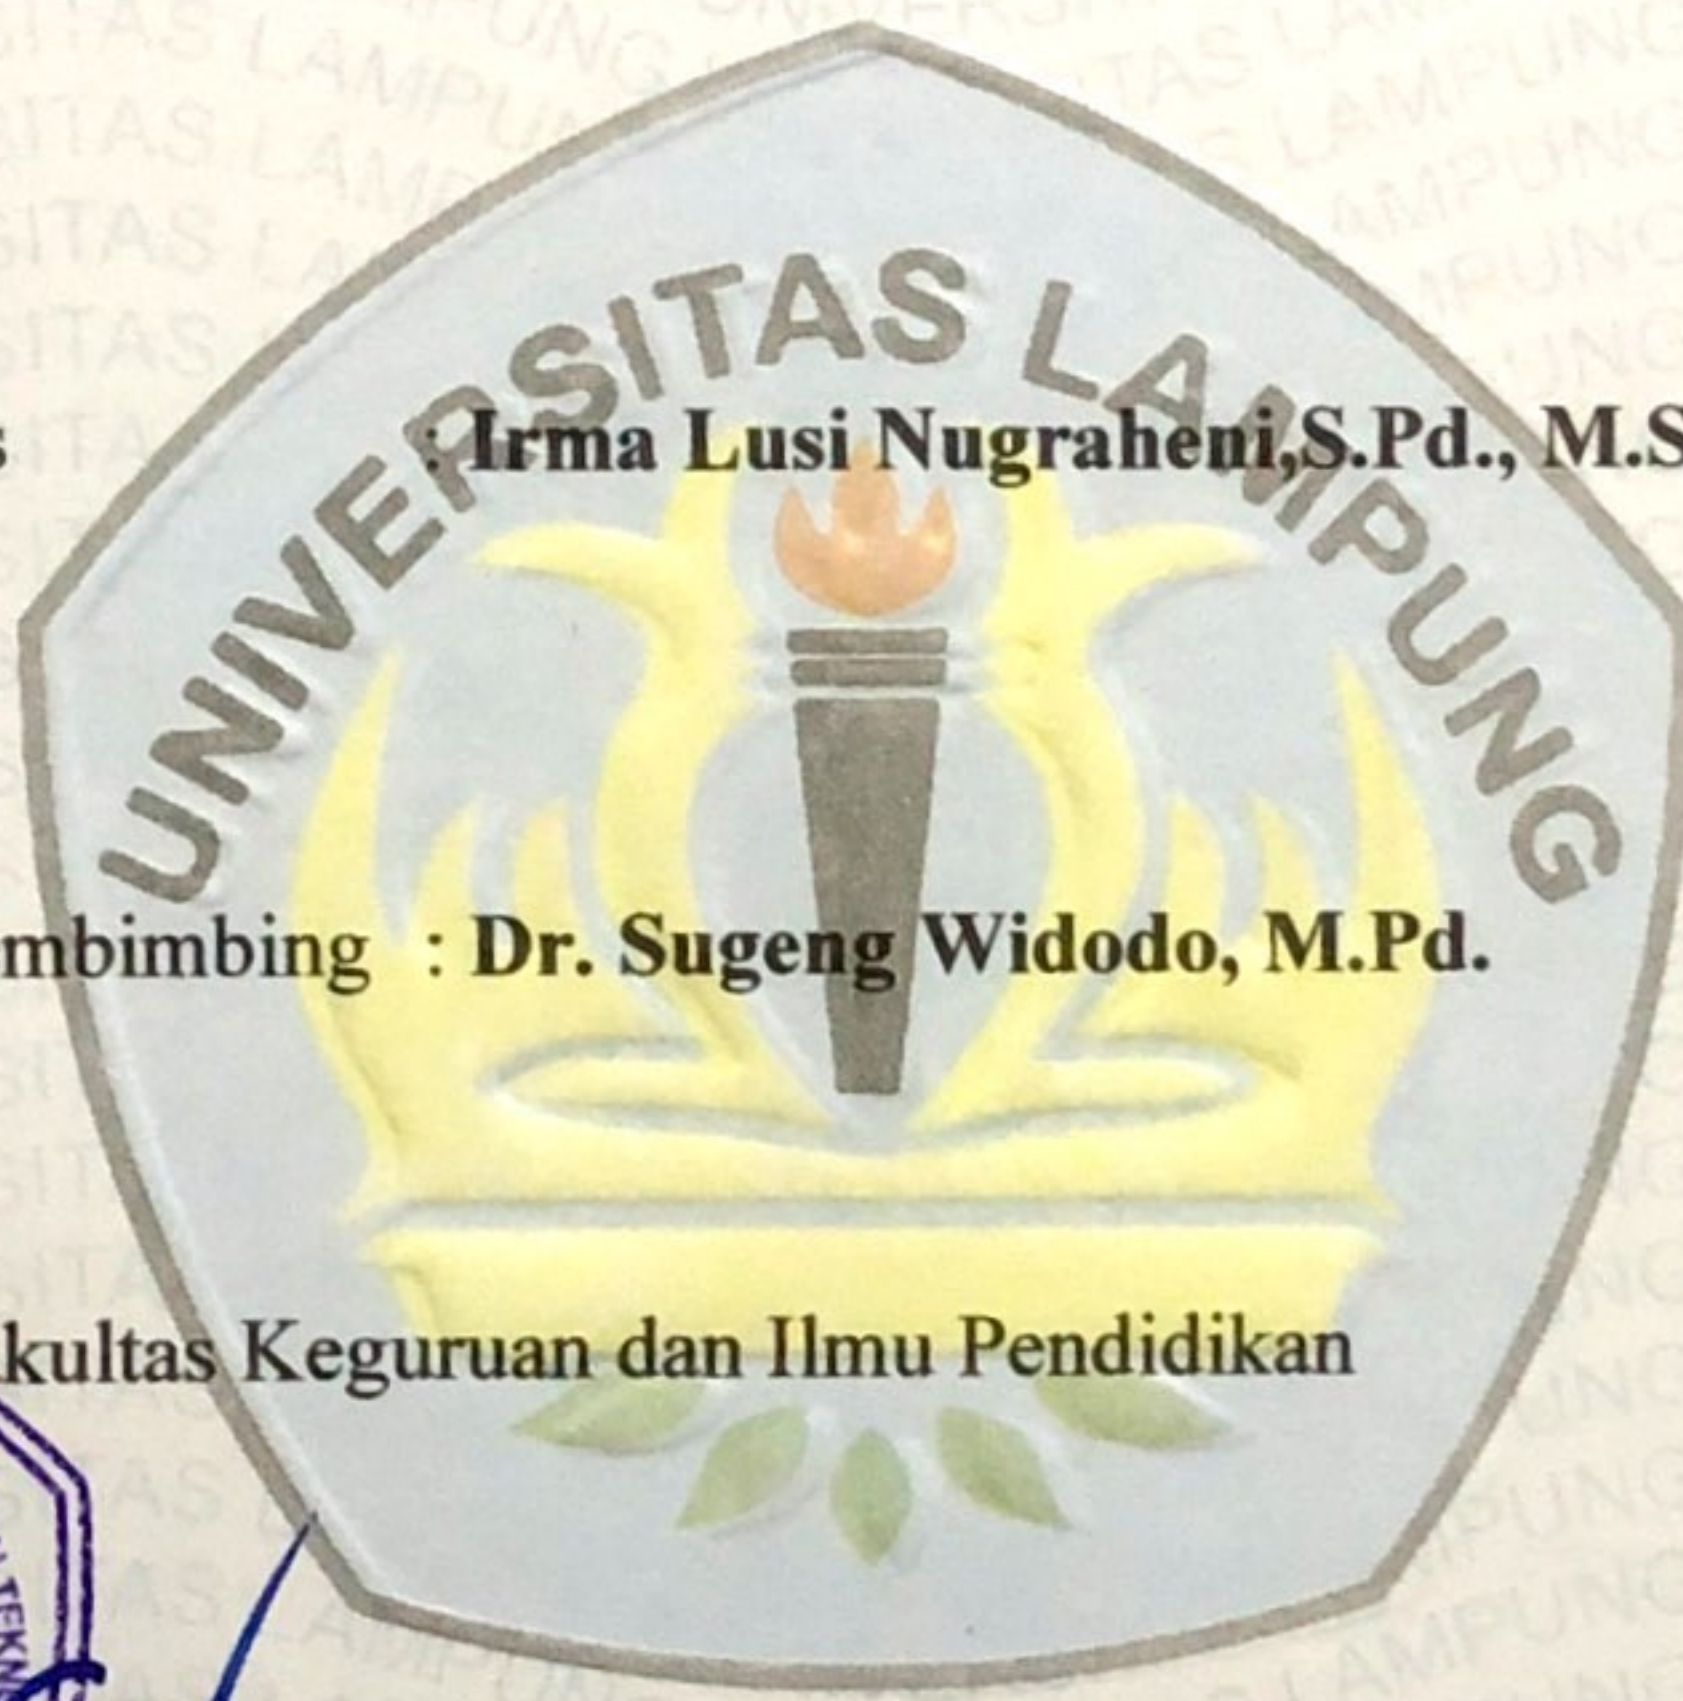 UNIVERSITAS LAMPUNG
s : Irma Lusi Nugraheni,S.Pd., M.S
mbimbing : Dr. Sugeng Widodo, M.Pd.
kultas Keguruan dan Ilmu Pendidikan